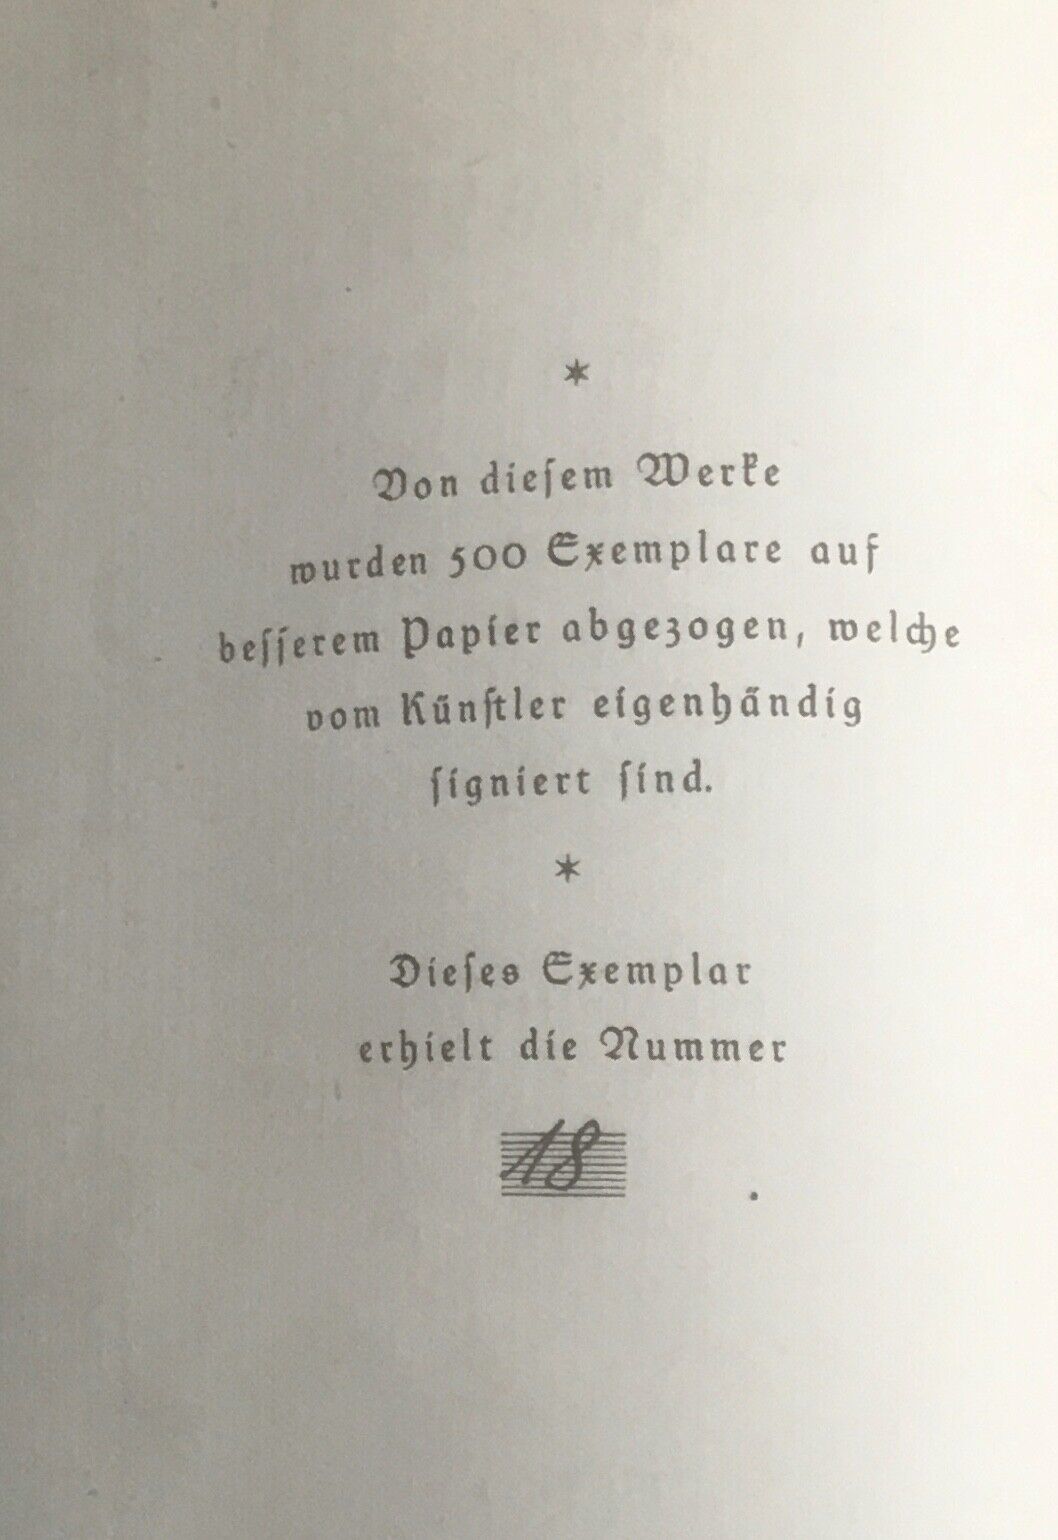 *
Von dieſem Werke
wurden 500 Exemplare auf
beſſerem Papier abgezogen, welche
vom Künſtler eigenhändig
ſigniert ſind.
*
Dieſes Exemplar
erhielt die Nummer
18